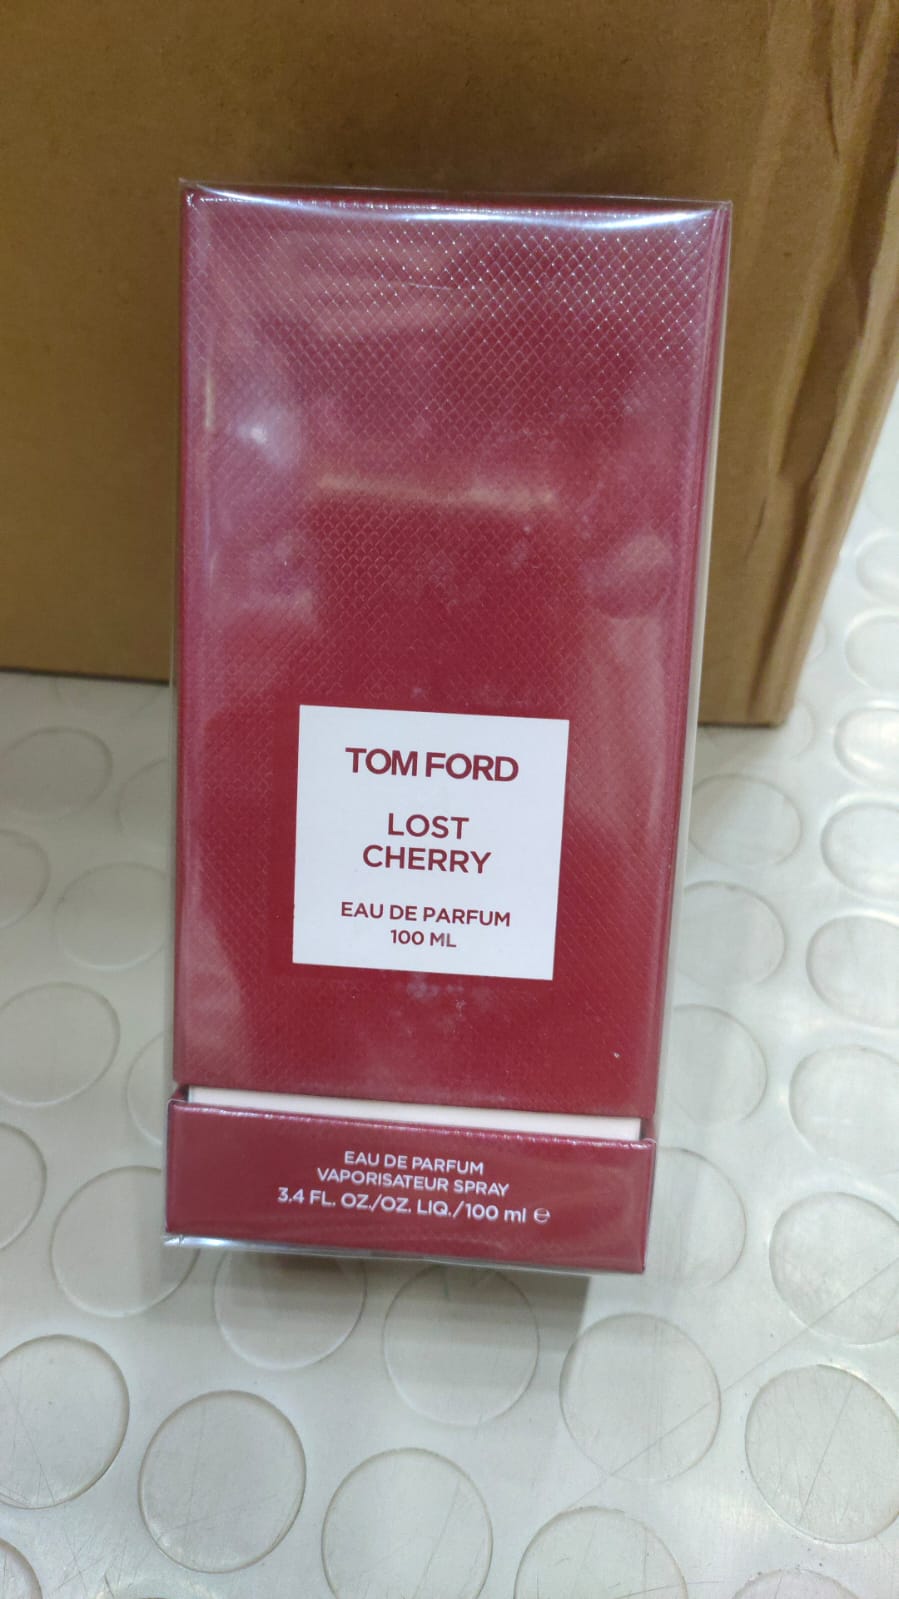 TOM FORD
LOST
CHERRY
EAU DE PARFUM
100 ML
EAU DE PARFUM
VAPORISATEUR SPRAY
3.4 FL. OZ./OZ. LIQ./100 ml ℮